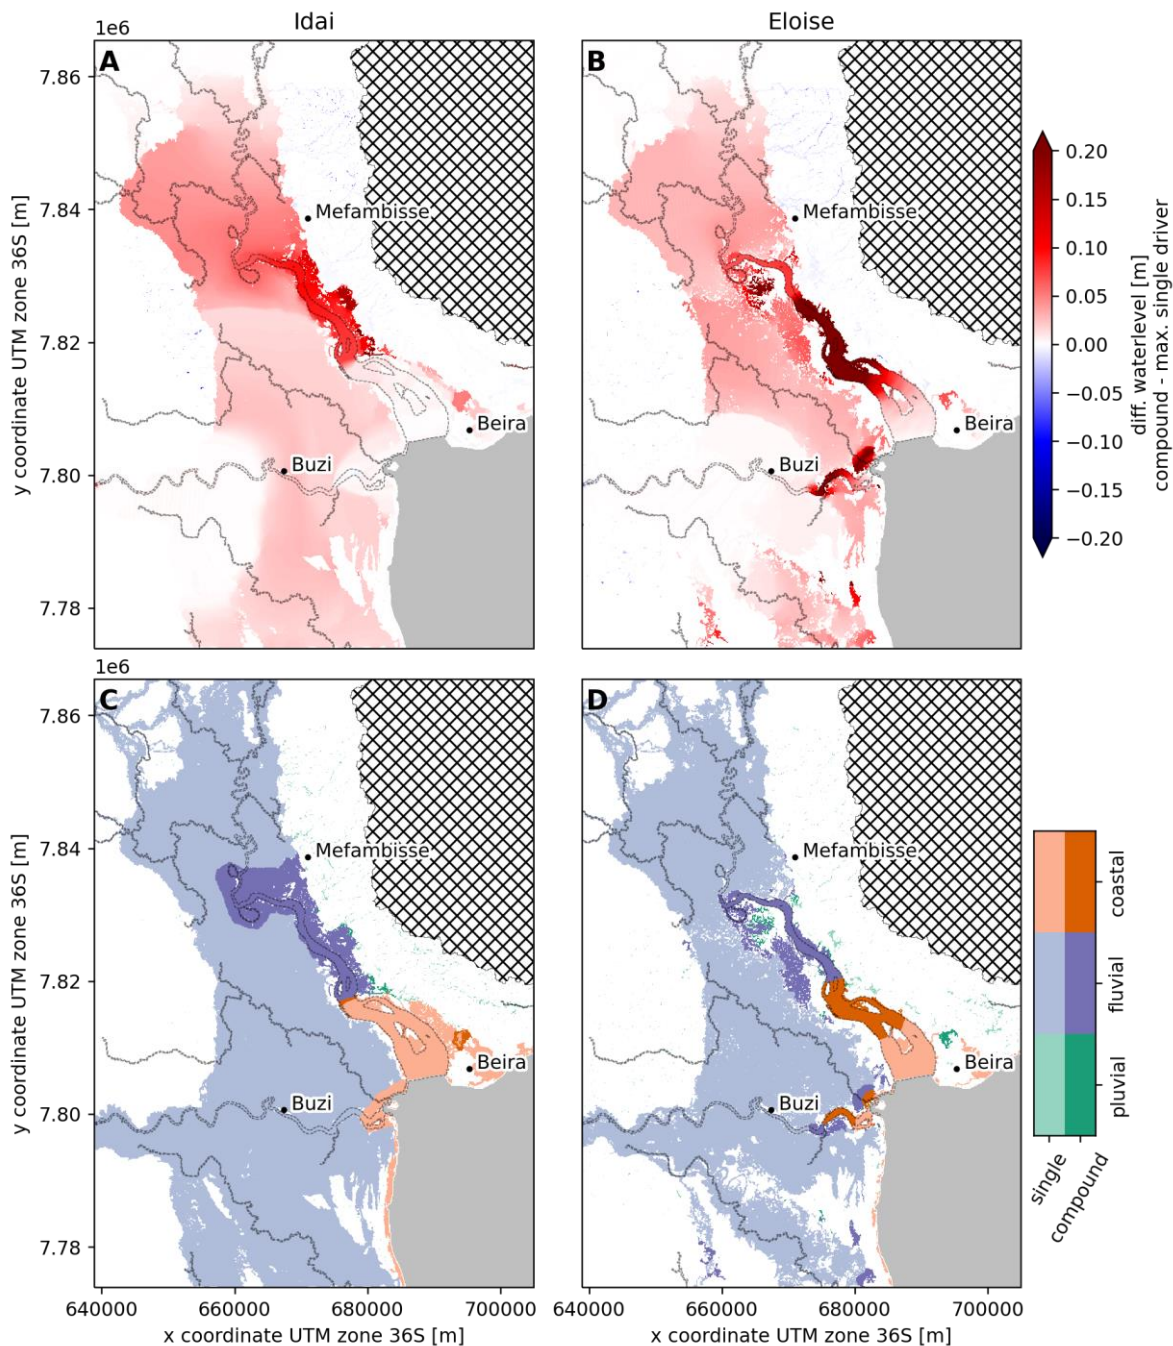 Idai
Eloise
1e6
A
B
7.86
7.84
7.82
7.80
7.78
y coordinate UTM zone 36S [m]
Mefambisse
Beira
Buzi
Mefambisse
Beira
Buzi
0.20
0.15
0.10
0.05
0.00
−0.05
−0.10
−0.15
−0.20
diff. waterlevel [m]
compound - max. single driver
1e6
C
D
7.86
7.84
7.82
7.80
7.78
y coordinate UTM zone 36S [m]
Mefambisse
Beira
Buzi
Mefambisse
Beira
Buzi
coastal
fluvial
pluvial
single
compound
640000 660000 680000 700000
640000 660000 680000 700000
x coordinate UTM zone 36S [m]
x coordinate UTM zone 36S [m]